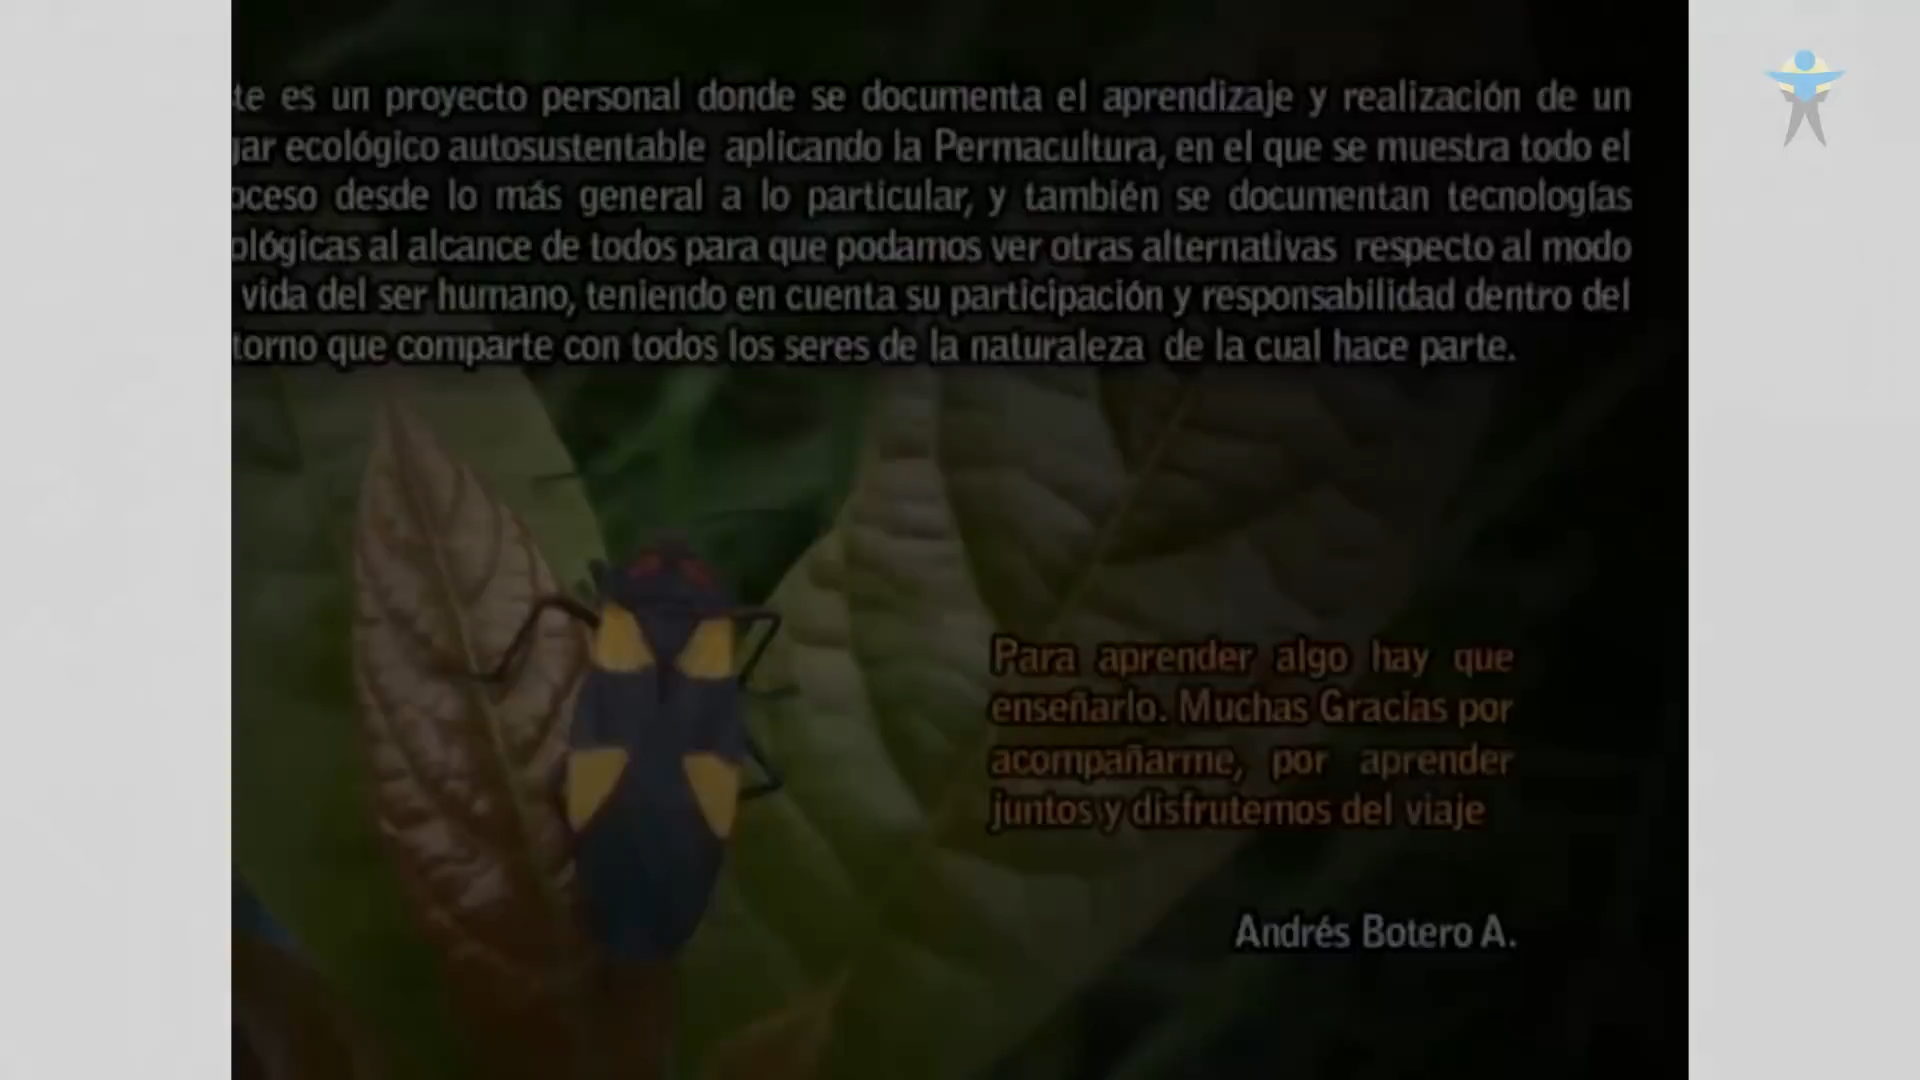 te es un proyecto personal donde se documenta el aprendizaje y realización de un
gar ecológico autosustentable aplicando la Permacultura, en el que se muestra todo el
oceso desde lo más general a lo particular, y también se documentan tecnologías
ológicas al alcance de todos para que podamos ver otras alternativas respecto al modo
vida del ser humano, teniendo en cuenta su participación y responsabilidad dentro del
torno que comparte con todos los seres de la naturaleza de la cual hace parte.
Para aprender algo hay que
enseñarlo. Muchas Gracias por
acompañarme, por aprender
juntos y disfrutemos del viaje
Andrés Botero A.